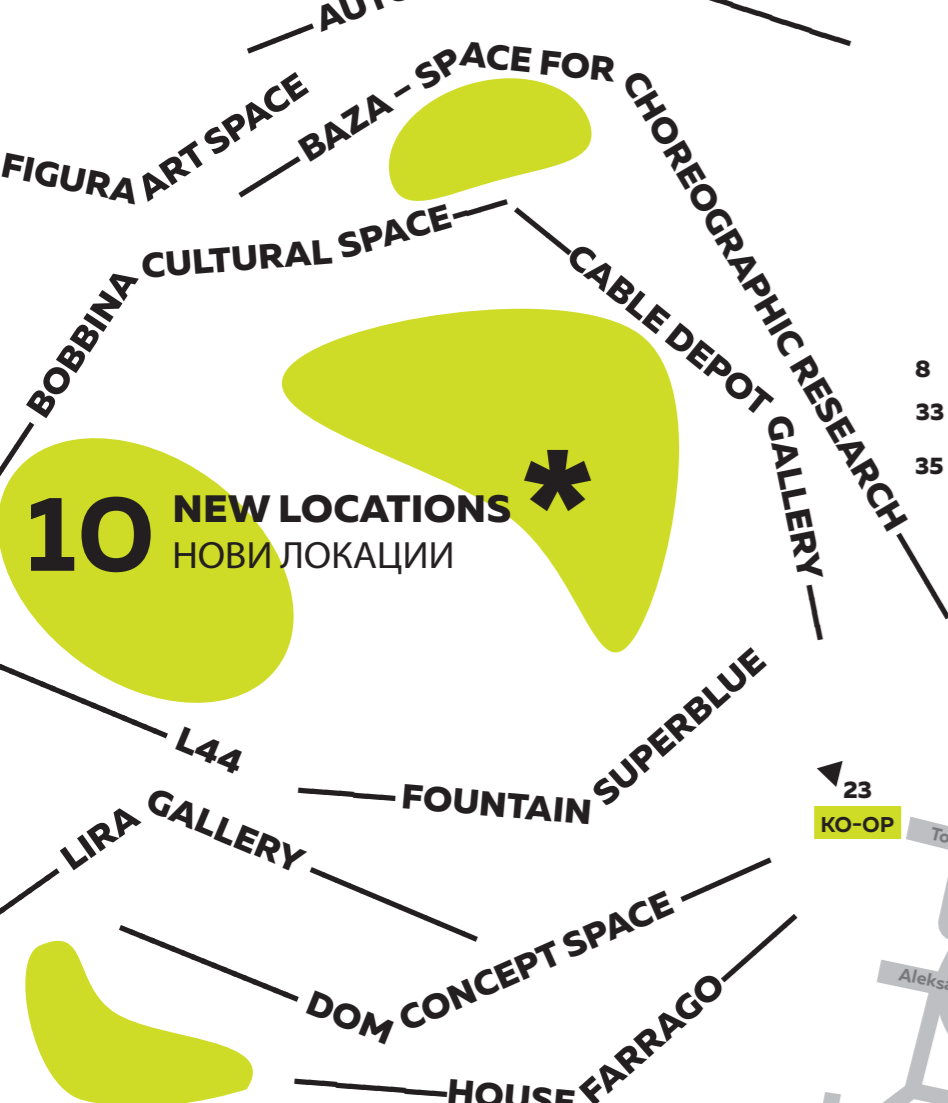 FIGURA ART SPACE
BAZA – SPACE FOR CHOREOGRAPHIC RESEARCH
BOBBINA CULTURAL SPACE
CABLE DEPOT GALLERY
8
33
35
10 NEW LOCATIONS *
НОВИ ЛОКАЦИИ
L44
FOUNTAIN SUPERBLUE
23
KO-OP
LIRA GALLERY
DOM CONCEPT SPACE
HOUSE FARRAGO